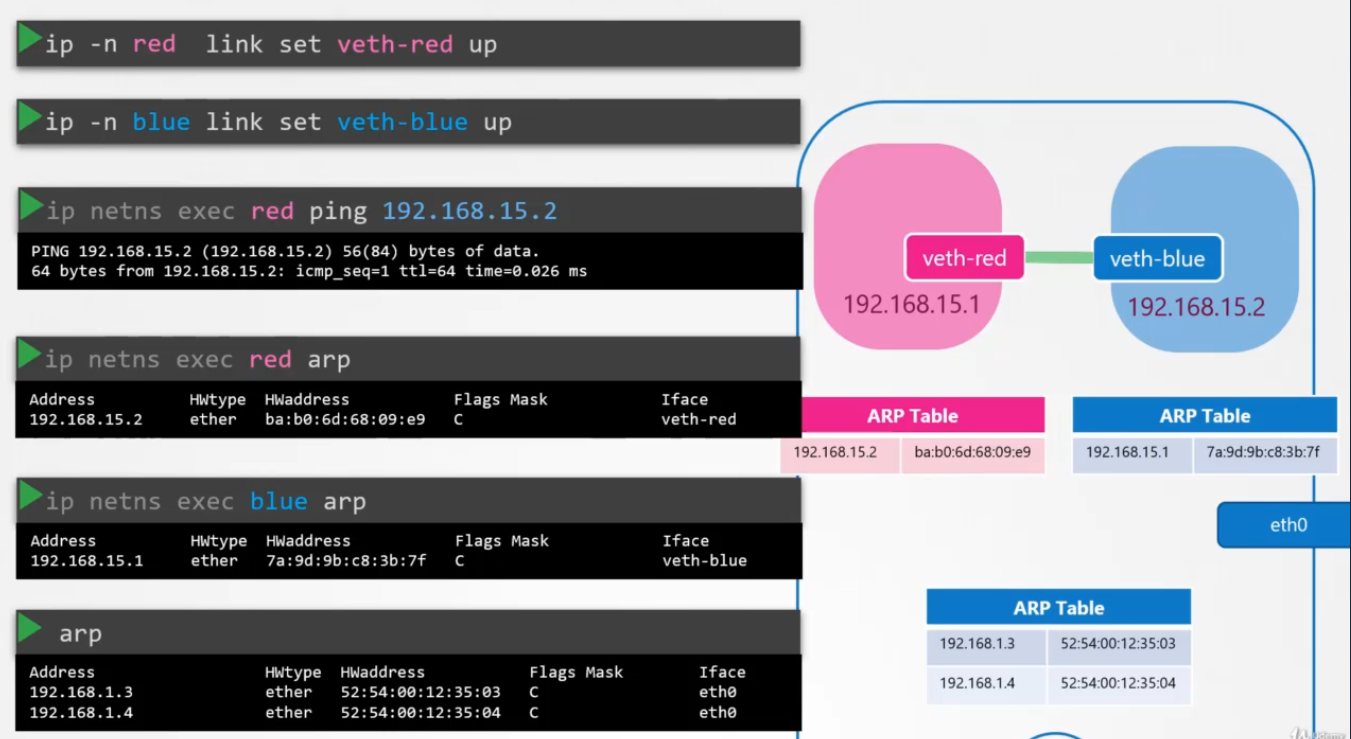 ip -n red link set veth-red up
ip -n blue link set veth-blue up
ip netns exec red ping 192.168.15.2
PING 192.168.15.2 (192.168.15.2) 56(84) bytes of data.
64 bytes from 192.168.15.2: icmp_seq=1 ttl=64 time=0.026 ms
ip netns exec red arp
Address HWtype HWaddress Flags Mask Iface
192.168.15.2 ether ba:b0:6d:68:09:e9 C veth-red
ip netns exec blue arp
Address HWtype HWaddress Flags Mask Iface
192.168.15.1 ether 7a:9d:9b:c8:3b:7f C veth-blue
arp
Address HWtype HWaddress Flags Mask Iface
192.168.1.3 ether 52:54:00:12:35:03 C eth0
192.168.1.4 ether 52:54:00:12:35:04 C eth0
veth-red
veth-blue
192.168.15.1
192.168.15.2
ARP Table
192.168.15.2 ba:b0:6d:68:09:e9
ARP Table
192.168.15.1 7a:9d:9b:c8:3b:7f
eth0
ARP Table
192.168.1.3 52:54:00:12:35:03
192.168.1.4 52:54:00:12:35:04